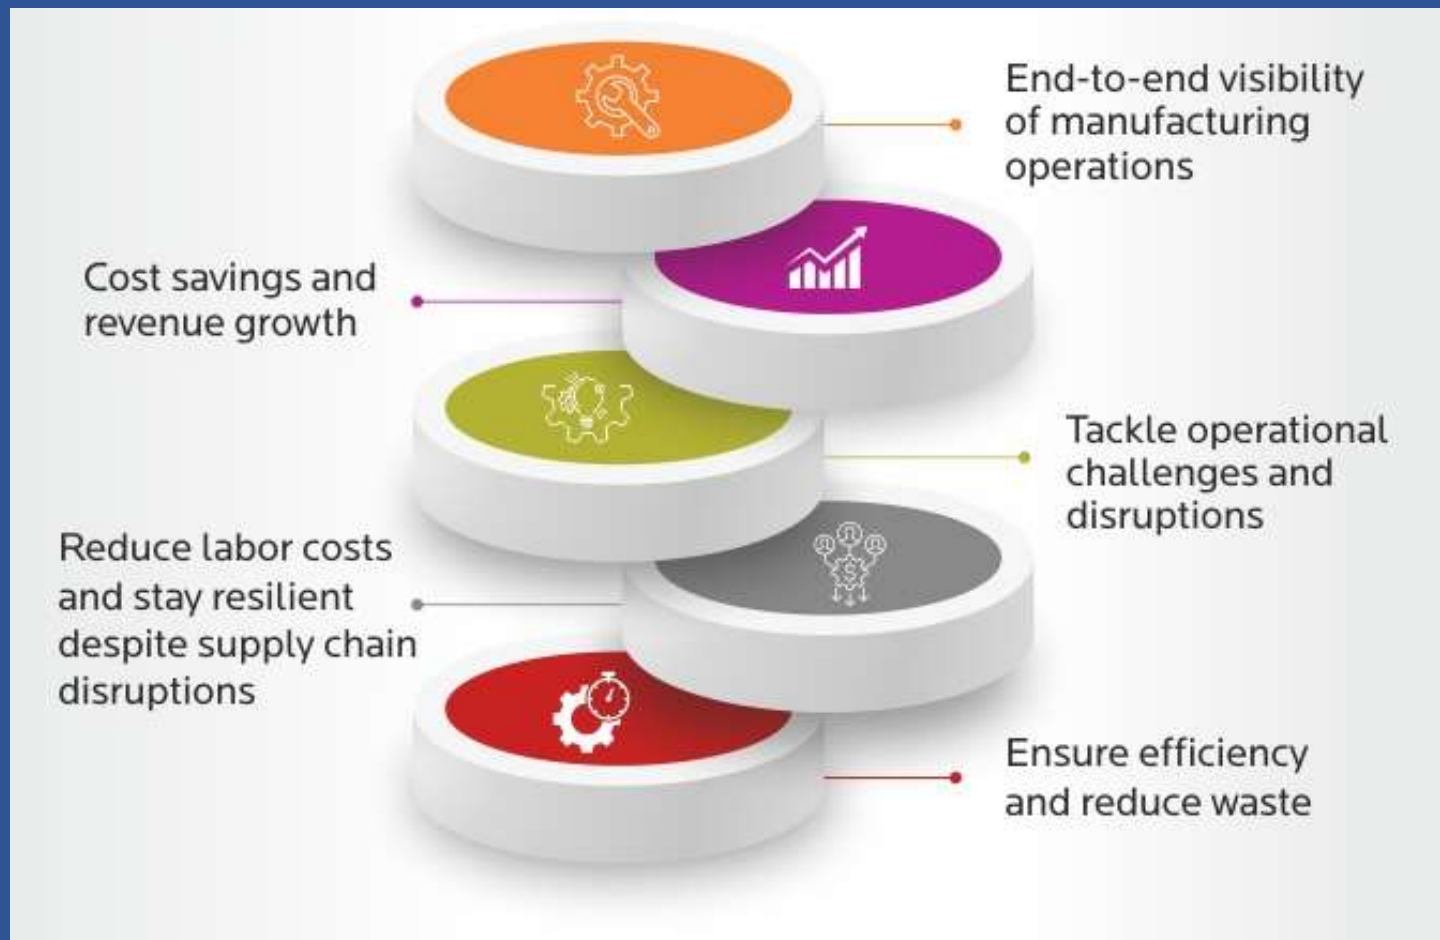 End-to-end visibility
of manufacturing
operations
Cost savings and
revenue growth
Tackle operational
challenges and
disruptions
Reduce labor costs
and stay resilient
despite supply chain
disruptions
Ensure efficiency
and reduce waste